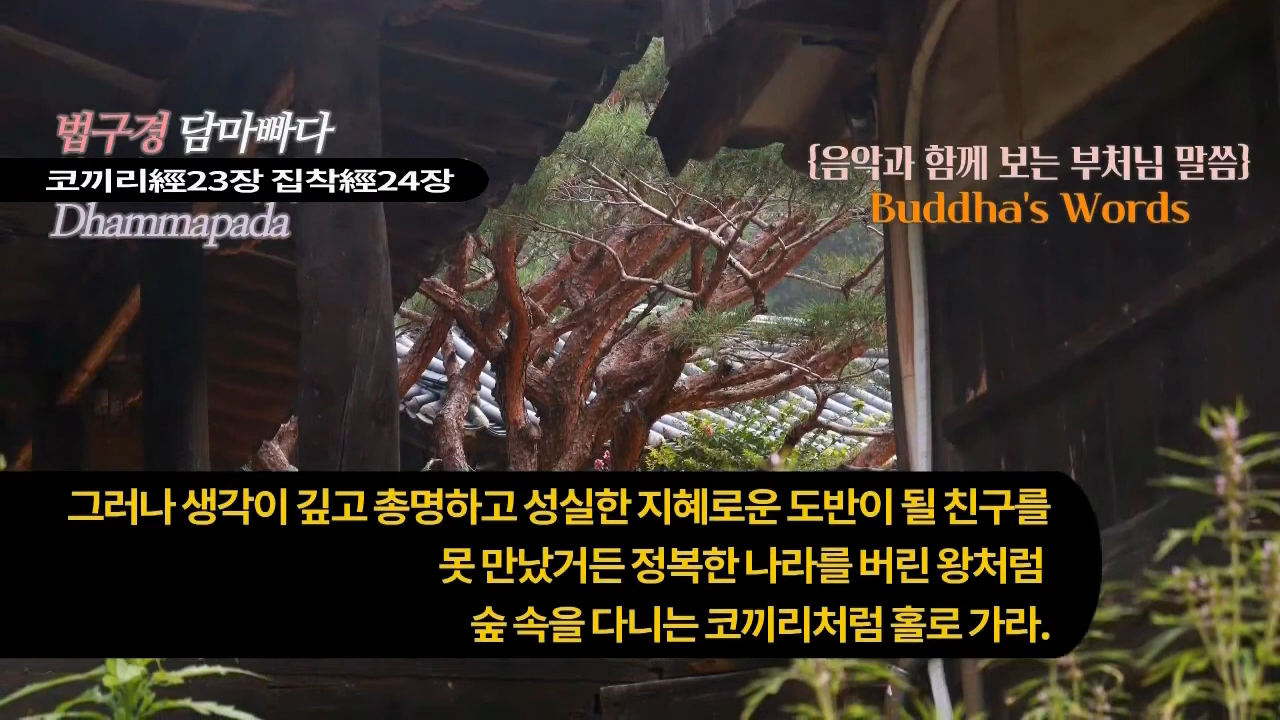 법구경 담마빠다
코끼리經23장 집착經24장
Dhammapada
{음악과 함께 보는 부처님 말씀}
Buddha's Words
그러나 생각이 깊고 총명하고 성실한 지혜로운 도반이 될 친구를
못 만났거든 정복한 나라를 버린 왕처럼
숲 속을 다니는 코끼리처럼 홀로 가라.